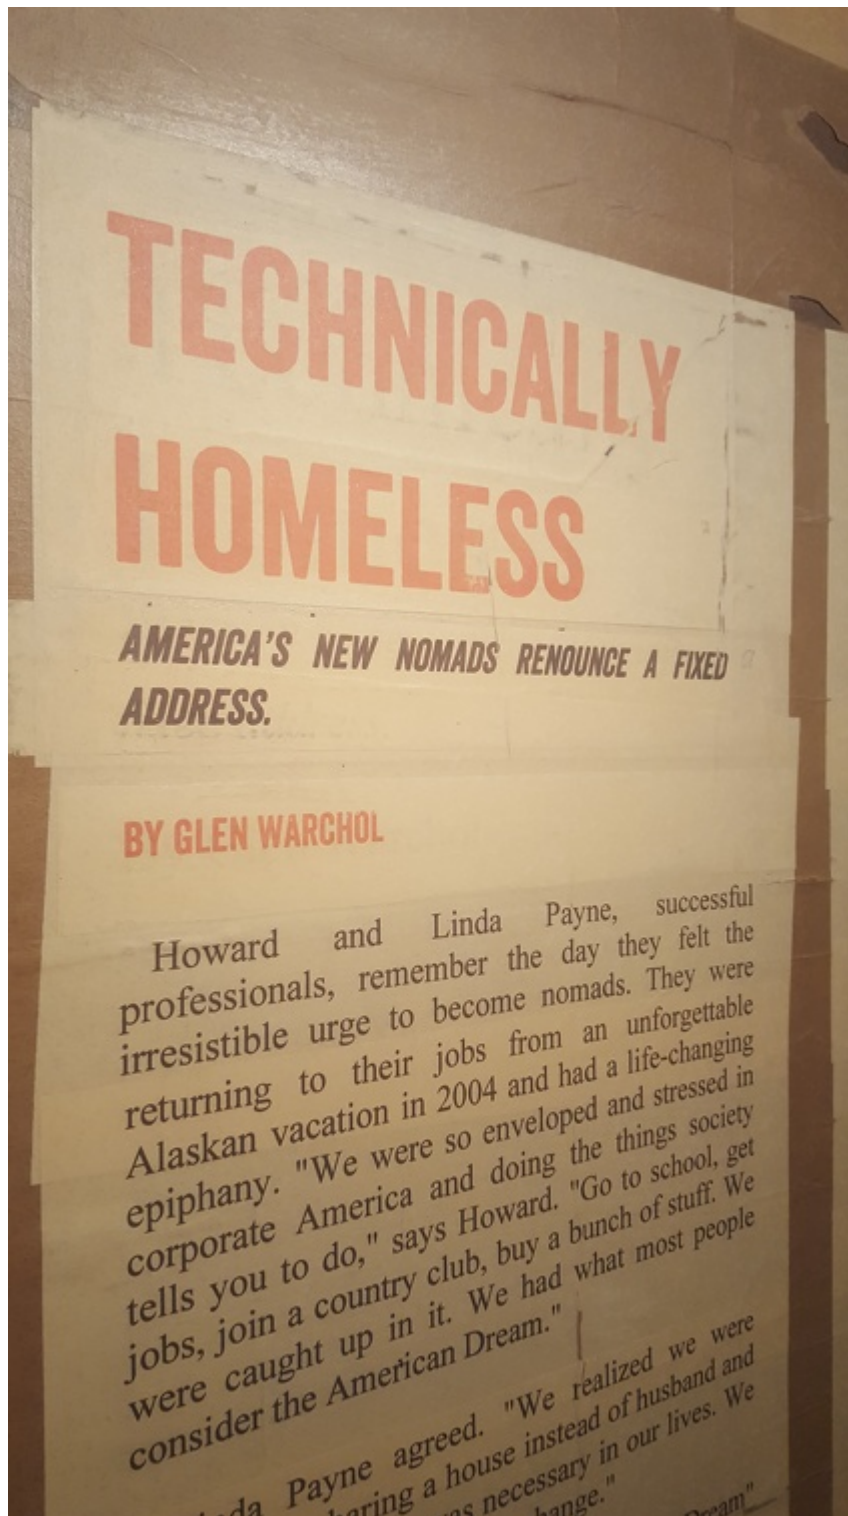 TECHNICALLY
HOMELESS
AMERICA'S NEW NOMADS RENOUNCE A FIXED
ADDRESS.
BY GLEN WARCHOL
Howard and Linda Payne, successful
professionals, remember the day they felt the
irresistible urge to become nomads. They were
returning to their jobs from an unforgettable
Alaskan vacation in 2004 and had a life-changing
epiphany. "We were so enveloped and stressed in
corporate America and doing the things society
tells you to do," says Howard. "Go to school, get
jobs, join a country club, buy a bunch of stuff. We
were caught up in it. We had what most people
consider the American Dream."
Payne agreed. "We realized we were
a house instead of husband and
necessary in our lives. We